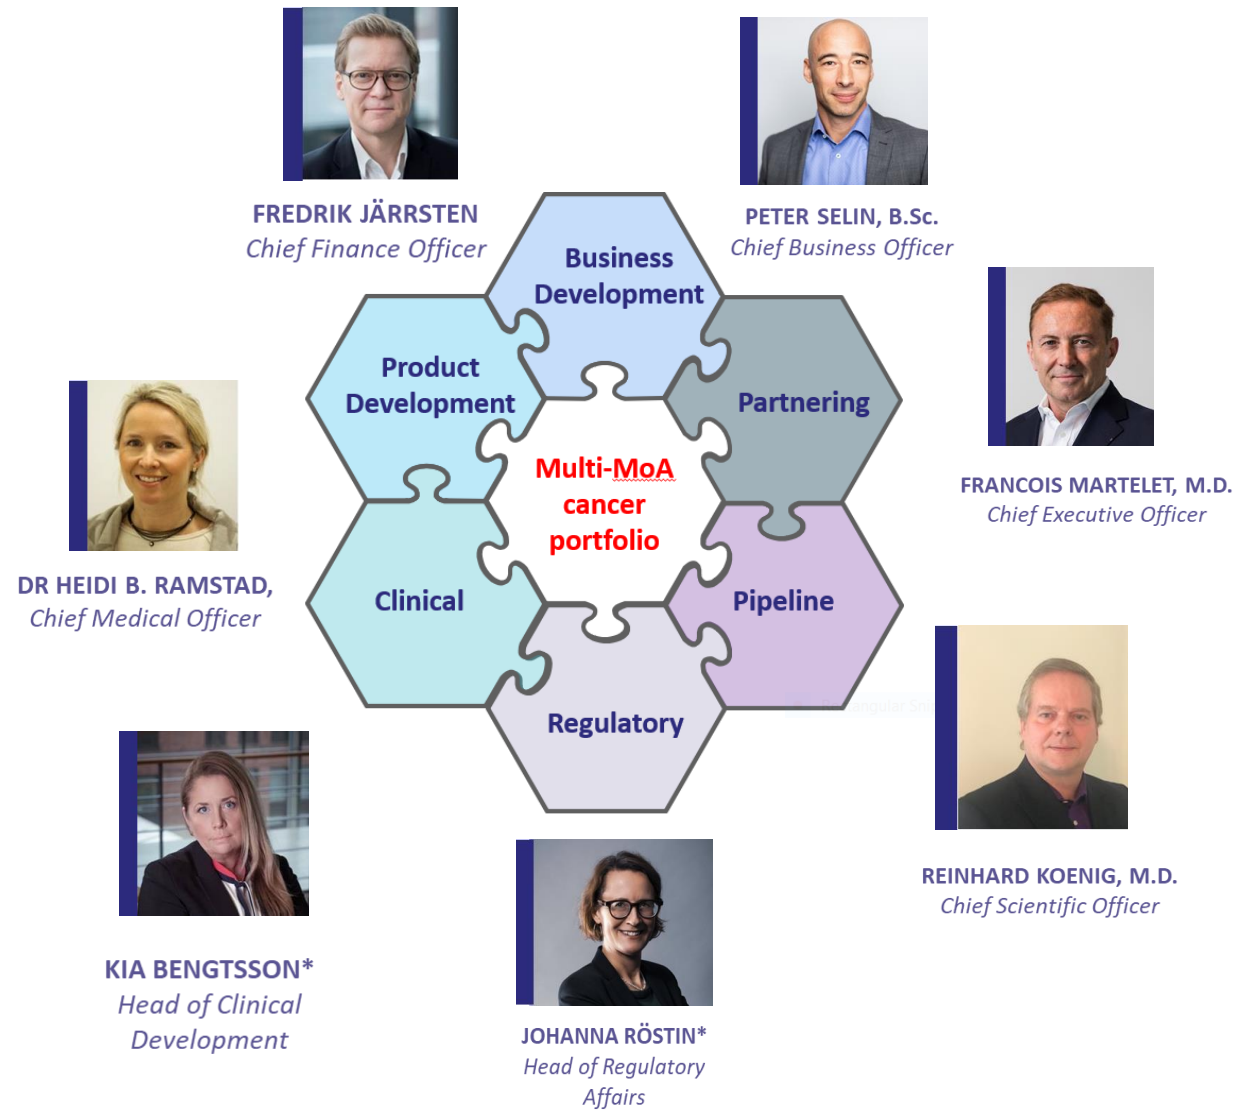 FREDRIK JÄRRSTEN
Chief Finance Officer
PETER SELIN, B.Sc.
Chief Business Officer
Business
Development
Product
Development
Partnering
Multi-MoA
cancer
portfolio
FRANCOIS MARTELET, M.D.
Chief Executive Officer
DR HEIDI B. RAMSTAD,
Chief Medical Officer
Clinical
Pipeline
Regulatory
REINHARD KOENIG, M.D.
Chief Scientific Officer
KIA BENGTSSON*
Head of Clinical
Development
JOHANNA RÖSTIN*
Head of Regulatory
Affairs